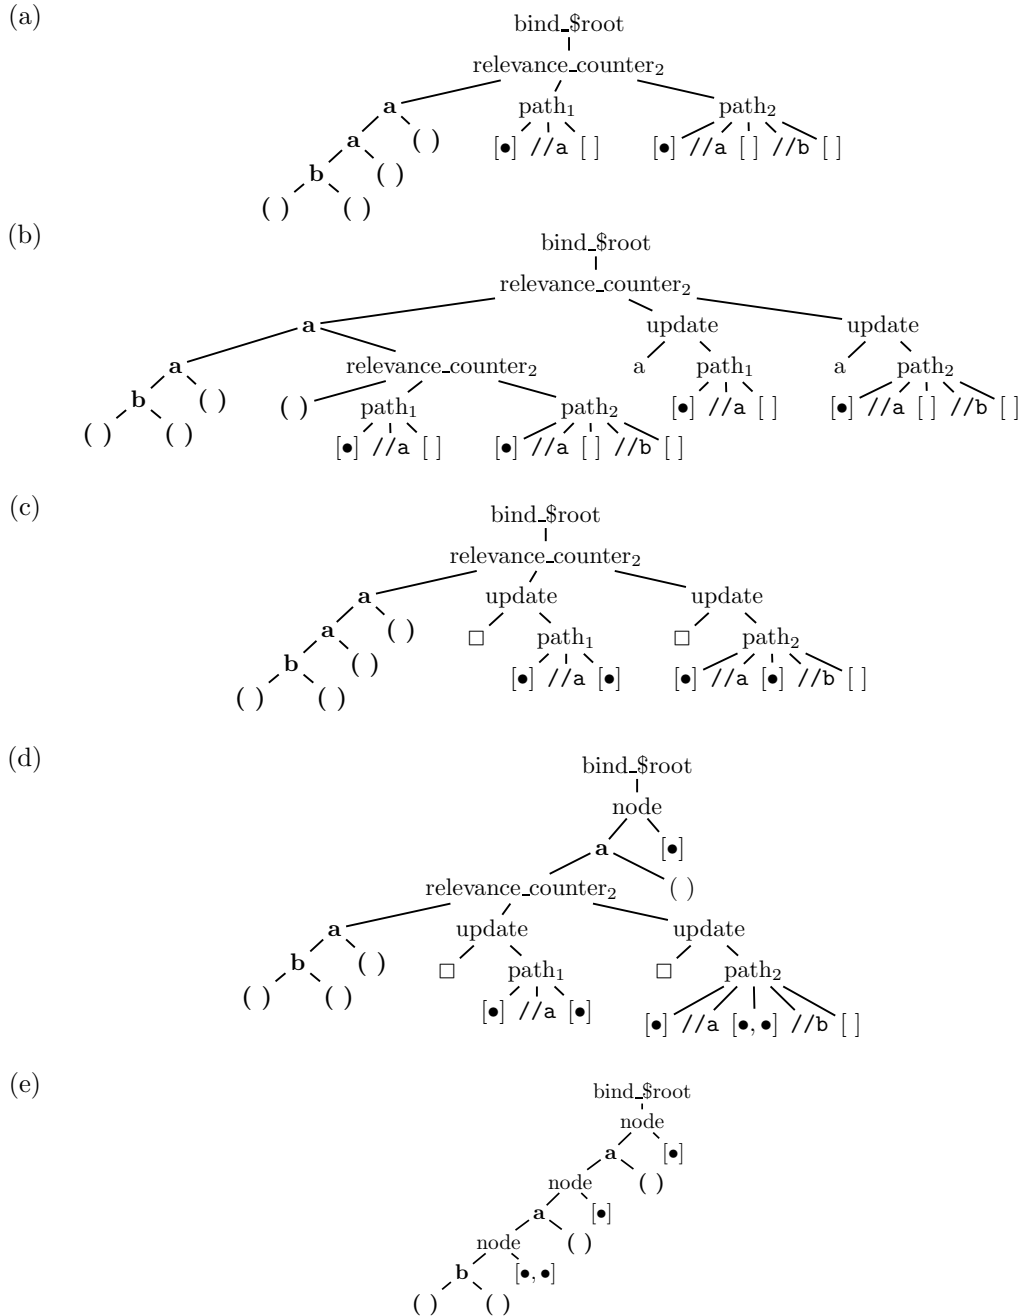 (a)
bind_$root
relevance_counter₂
a path₁ path₂
a ( ) [•] //a [ ] [•] //a [ ] //b [ ]
b ( )
( ) ( )
(b)
bind_$root
relevance_counter₂
a update update
a relevance_counter₂ a path₁ a path₂
b ( ) ( ) path₁ path₂ [•] //a [ ] [•] //a [ ] //b [ ]
( ) ( ) [•] //a [ ] [•] //a [ ] //b [ ]
(c)
bind_$root
relevance_counter₂
a update update
a ( ) □ path₁ □ path₂
b ( ) [•] //a [•] [•] //a [•] //b [ ]
( ) ( )
(d)
bind_$root
node
a [•]
relevance_counter₂ ( )
a update update
b ( ) □ path₁ □ path₂
( ) ( ) [•] //a [•] [•] //a [•, •] //b [ ]
(e)
bind_$root
node
a [•]
node ( )
a [•]
node ( )
b [•, •]
( ) ( )